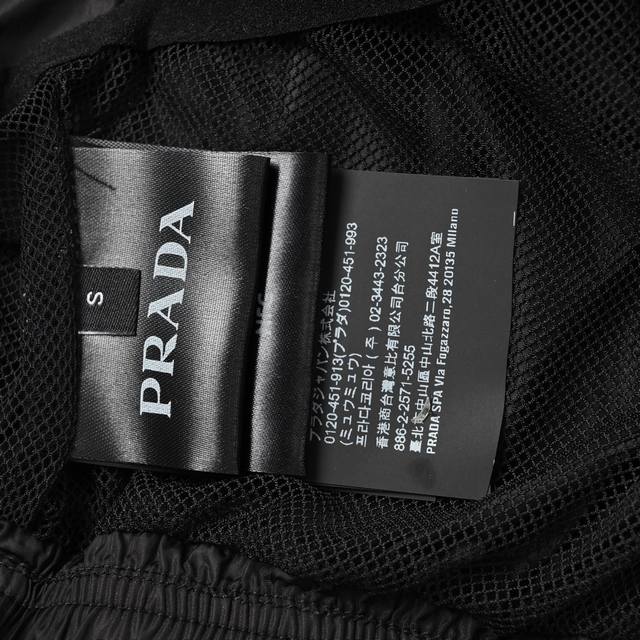 PRADA
S
NFC
プラダジャパン株式会社
0120-451-913(プラダ)0120-451-993
(ミュウミュウ)
프라다코리아 (주) 02-3443-2323
香港商台灣意比有限公司台分公司
886-2-2571-5255
臺北市中山區中山北路二段44號12A室
PRADA SPA Via Fogazzaro,28 20135 Milano